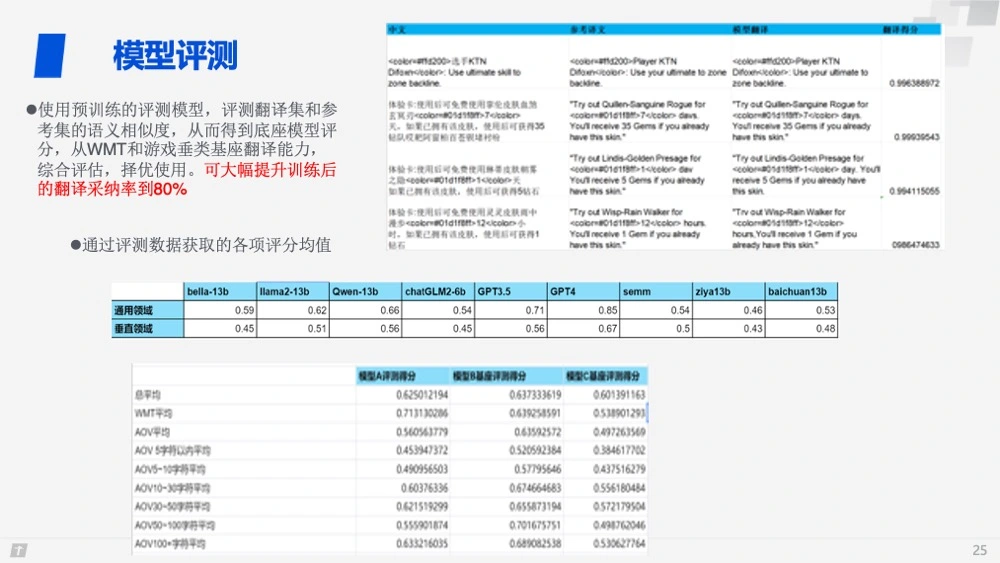 模型评测
●使用预训练的评测模型，评测翻译集和参
考集的语义相似度，从而得到底座模型评
分，从WMT和游戏垂类基座翻译能力，
综合评估，择优使用。可大幅提升训练后
的翻译采纳率到80%
●通过评测数据获取的各项评分均值
中文 参考译文 模型翻译 翻译得分
<color=#ffd200>选手KTN <color=#ffd200>Player KTN <color=#ffd200>Player KTN
Difoxn</color>: Use ultimate skill to Difoxn</color>: Use your ultimate to zone Difoxn</color>: Use your ultimate to zone
backline. backline. backline. 0.996388972
体验卡:使用后可免费使用 "Try out Quillen-Sanguine Rogue for "Try out Quillen-Sanguine Rogue for
<color=#01d1f8ff>7</color> <color=#01d1f8ff>7</color> days. <color=#01d1f8ff>7</color> days.
天，如果已拥有该皮肤，使用后可获得35 You'll receive 35 Gems if you already You'll receive 35 Gems if you already
have this skin." have this skin." 0.99939543
体验卡:使用后可免费使用 "Try out Lindis-Golden Presage for "Try out Lindis-Golden Presage for
之隐<color=#01d1f8ff>1</color>天 <color=#01d1f8ff>1</color> day <color=#01d1f8ff>1</color> day. You'll
如果已拥有该皮肤，使用后可获得5钻石 You'll receive 5 Gems if you already receive 5 Gems if you already have this
have this skin." skin. 0.994115055
体验卡:使用后可免费使用灵灵皮肤雨中 "Try out Wisp-Rain Walker for "Try out Wisp-Rain Walker for
漫步<color=#01d1f8ff>12</color>小 <color=#01d1f8ff>12</color> hours. <color=#01d1f8ff>12</color>
时，如果已拥有该皮肤，使用后可获得1 You'll receive 1 Gem if you already hours,You'll receive 1 Gem if you already
钻石 have this skin." have this skin." 0986474633
bella-13b llama2-13b Qwen-13b chatGLM2-6b GPT3.5 GPT4 semm ziya13b baichuan13b
通用领域 0.59 0.62 0.66 0.54 0.71 0.85 0.54 0.46 0.53
垂直领域 0.45 0.51 0.56 0.45 0.56 0.67 0.5 0.43 0.48
模型A评测得分 模型B基座评测得分 模型C基座评测得分
总平均 0.625012194 0.637333619 0.601391163
WMT平均 0.713130286 0.639258591 0.538901293
AOV平均 0.560563779 0.63592572 0.497263569
AOV 5字符以内平均 0.453947372 0.520592384 0.384617702
AOV5-10字符平均 0.490956503 0.57795646 0.437516279
AOV10-30字符平均 0.60376336 0.674664683 0.556180484
AOV30-50字符平均 0.621519299 0.655873194 0.572179504
AOV50-100字符平均 0.555901874 0.701675751 0.498762046
AOV100+字符平均 0.633216035 0.689082538 0.530627764
25